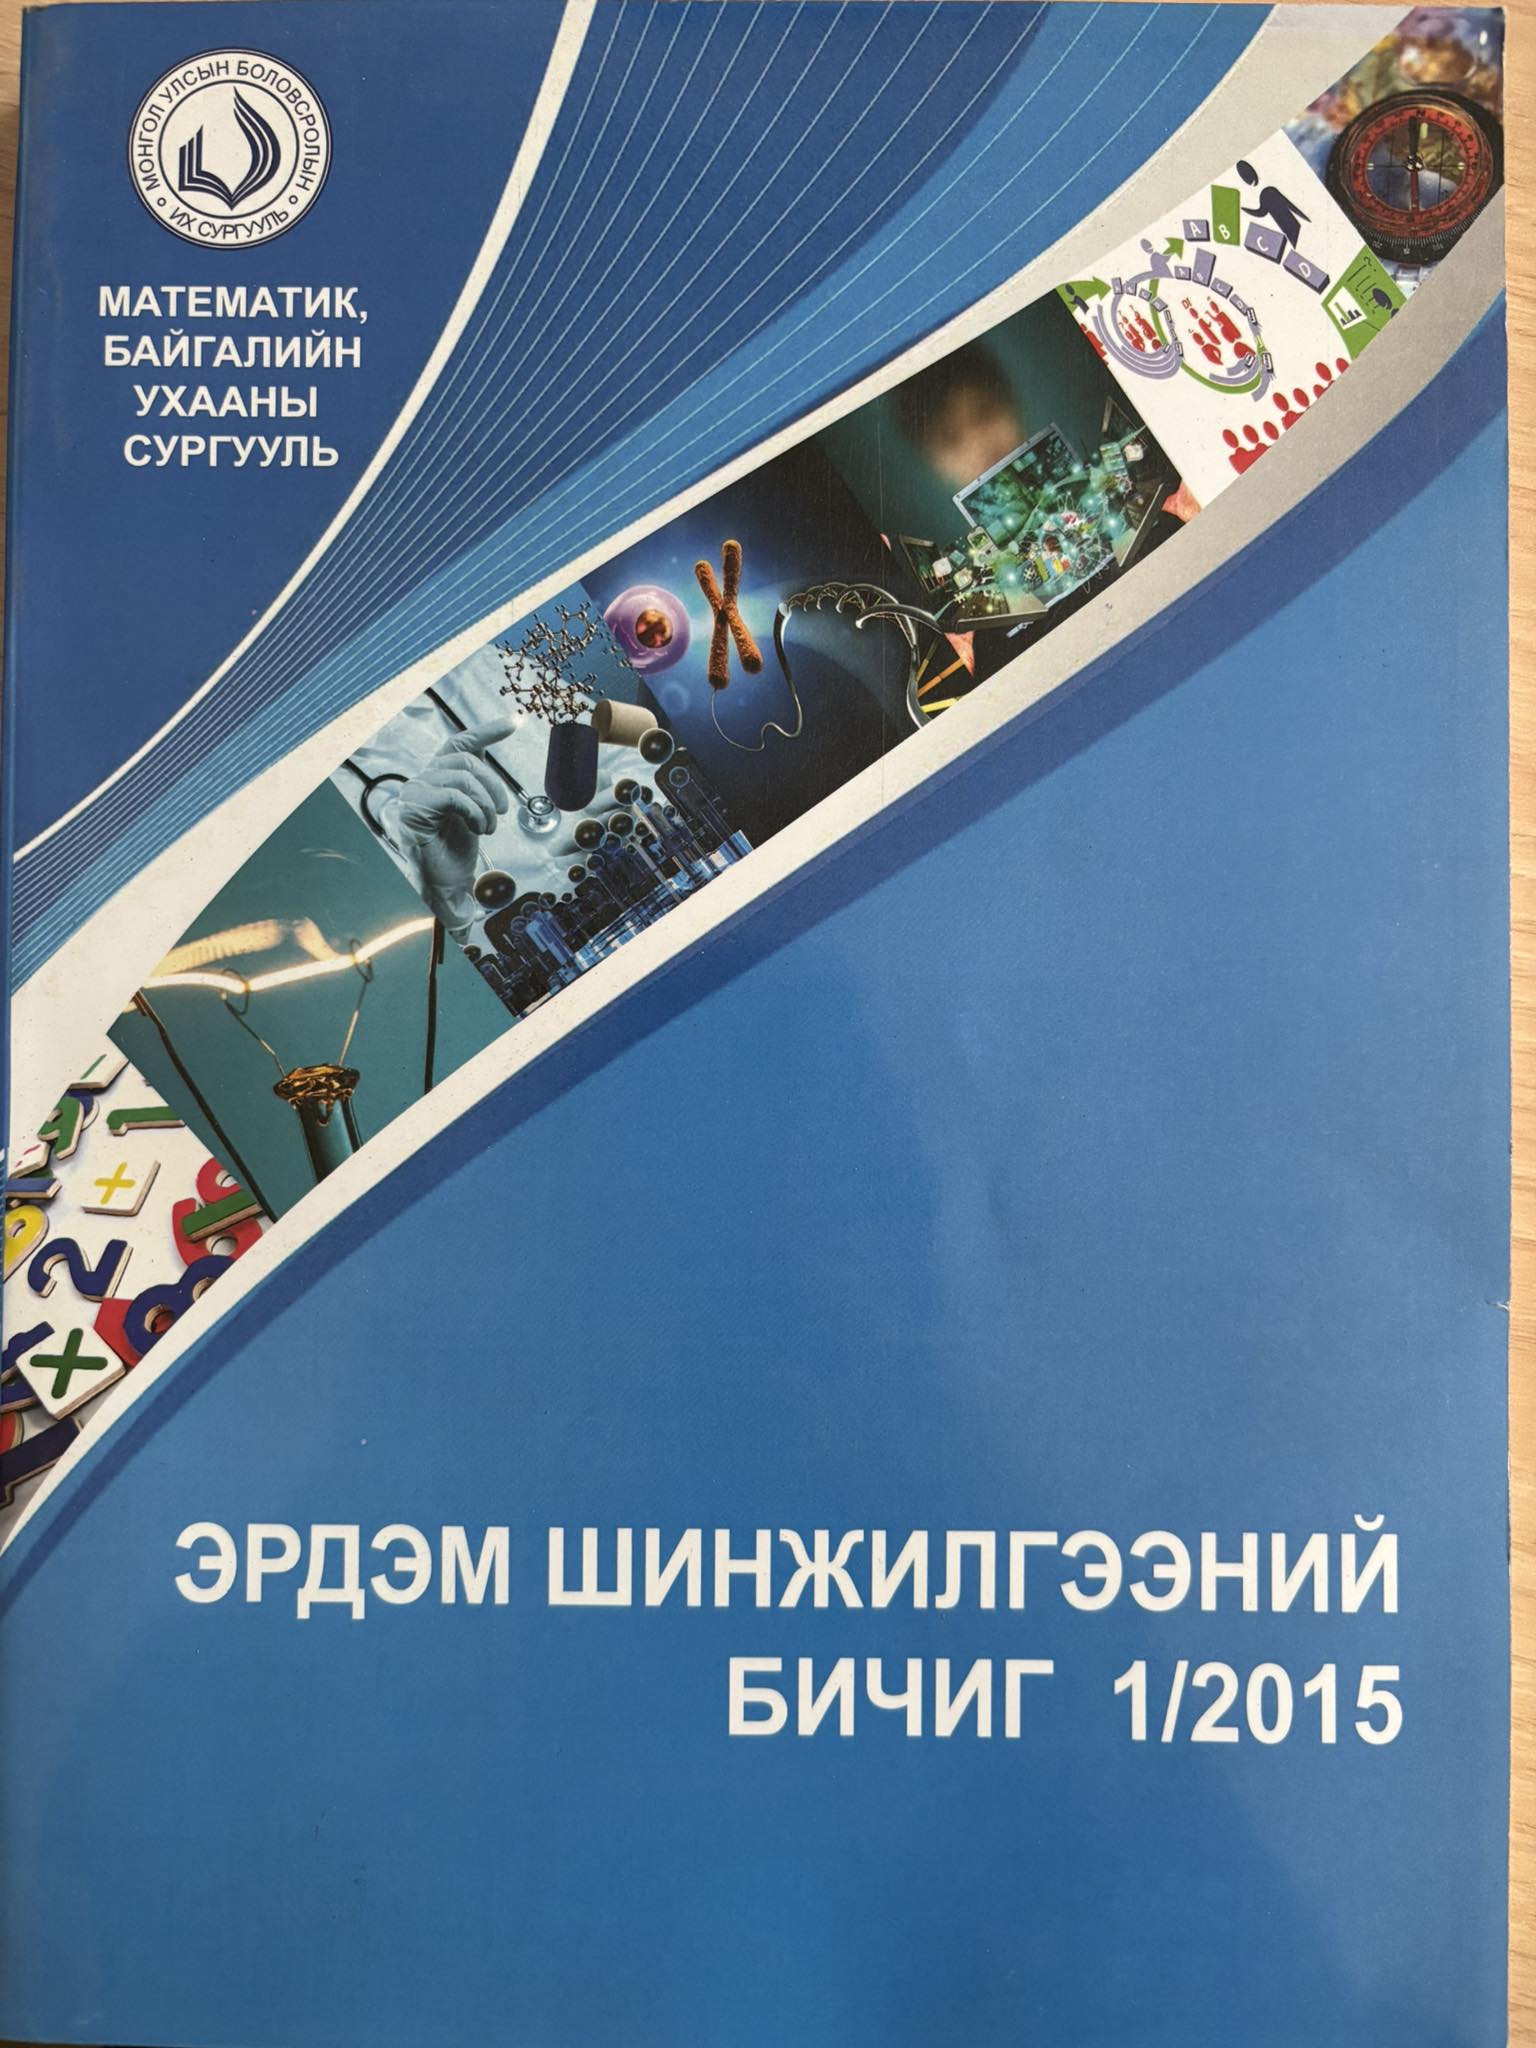 МОНГОЛ УЛСЫН БОЛОВСРОЛЫН
ИХ СУРГУУЛЬ
МАТЕМАТИК,
БАЙГАЛИЙН
УХААНЫ
СУРГУУЛЬ
A B C D
ЭРДЭМ ШИНЖИЛГЭЭНИЙ
БИЧИГ 1/2015